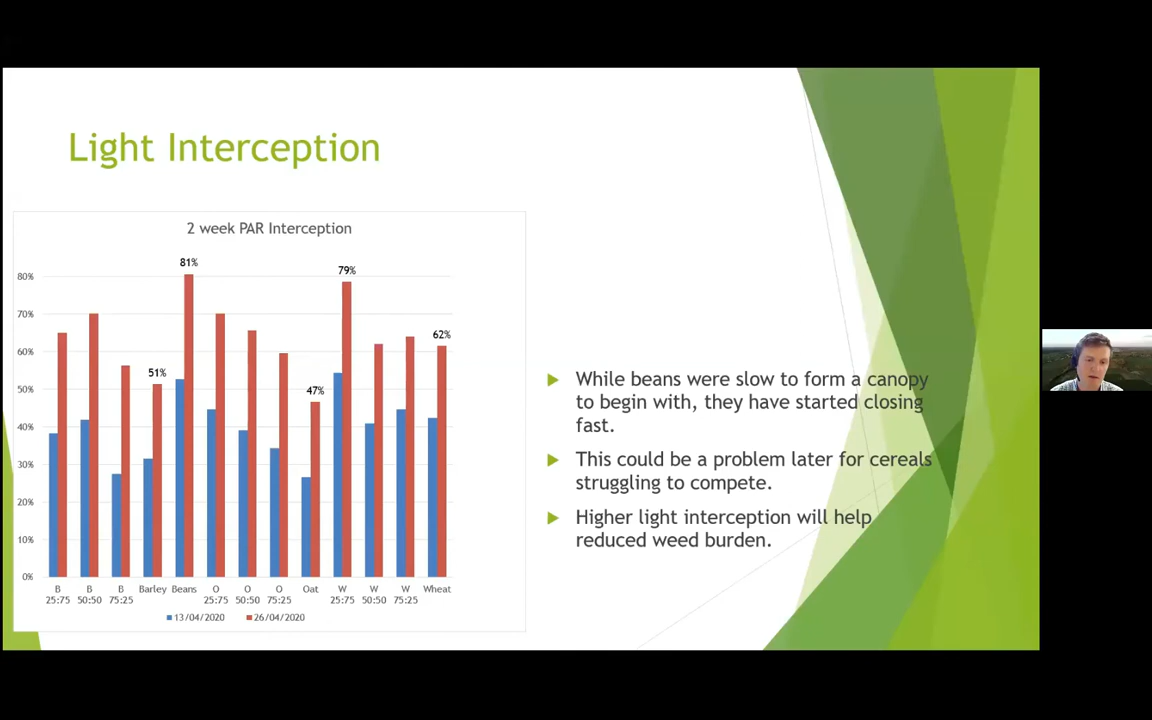 Light Interception
2 week PAR Interception
81%
79%
80%
70%
62%
60%
51%
50%
47%
40%
30%
20%
10%
0%
B B B Barley Beans O O O Oat W W W Wheat
25:75 50:50 75:25 25:75 50:50 75:25 25:75 50:50 75:25
13/04/2020 26/04/2020
While beans were slow to form a canopy
to begin with, they have started closing
fast.
This could be a problem later for cereals
struggling to compete.
Higher light interception will help
reduced weed burden.